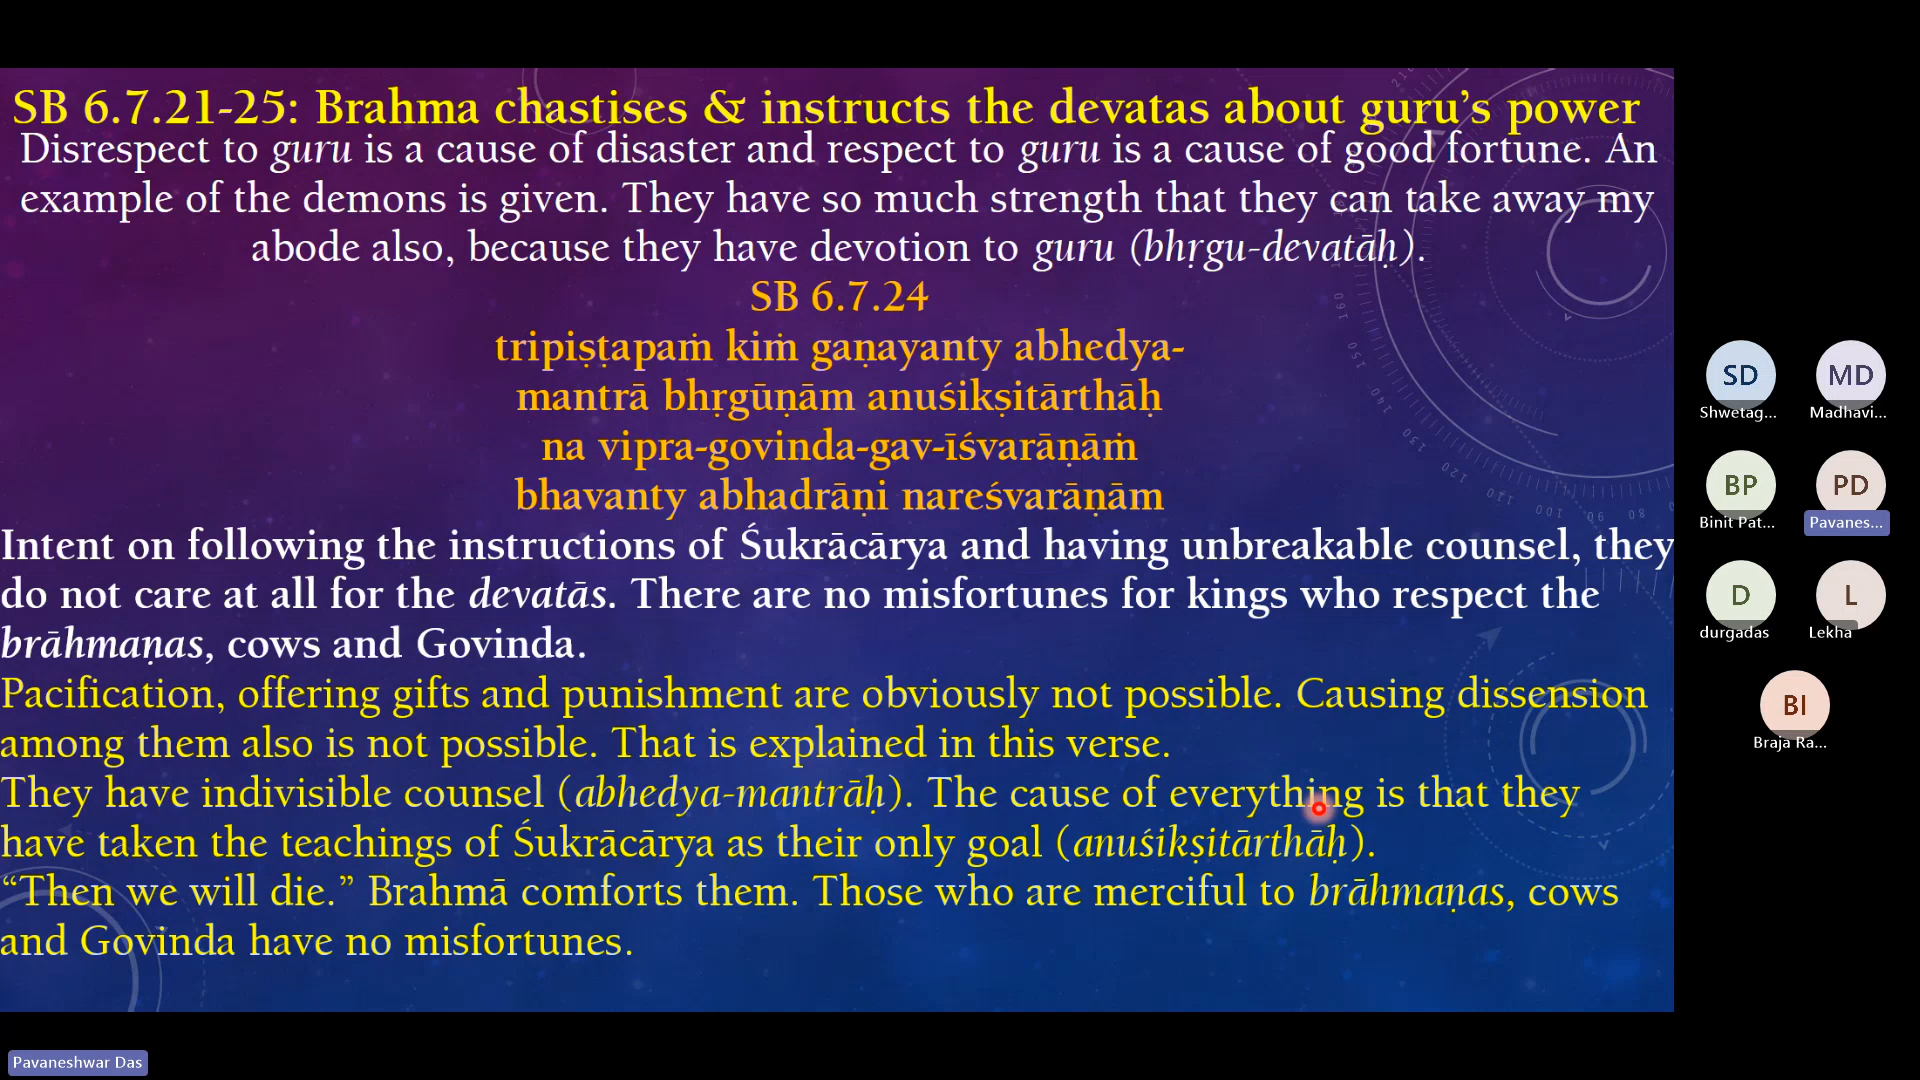 SB 6.7.21-25: Brahma chastises & instructs the devatas about guru's power
Disrespect to guru is a cause of disaster and respect to guru is a cause of good fortune. An
example of the demons is given. They have so much strength that they can take away my
abode also, because they have devotion to guru (bhṛgu-devatāḥ).
SB 6.7.24
tripiṣṭapaṁ kiṁ gaṇayanty abhedya-
mantrā bhṛgūṇām anuśikṣitārthāḥ
na vipra-govinda-gav-īśvarāṇāṁ
bhavanty abhadrāṇi nareśvarāṇām
Intent on following the instructions of Śukrācārya and having unbreakable counsel, they
do not care at all for the devatās. There are no misfortunes for kings who respect the
brāhmaṇas, cows and Govinda.
Pacification, offering gifts and punishment are obviously not possible. Causing dissension
among them also is not possible. That is explained in this verse.
They have indivisible counsel (abhedya-mantrāḥ). The cause of everything is that they
have taken the teachings of Śukrācārya as their only goal (anuśikṣitārthāḥ).
“Then we will die.” Brahmā comforts them. Those who are merciful to brāhmaṇas, cows
and Govinda have no misfortunes.
SD MD
Shwetag... Madhavi...
BP PD
Binit Pat... Pavanes...
D L
durgadas Lekha
BI
Braja Ra...
Pavaneshwar Das
160
150
140
130
120
110
100
90
80